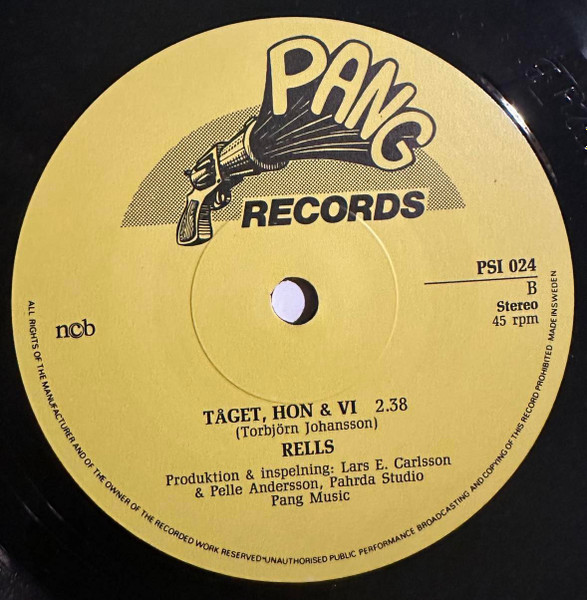 PANG
RECORDS
PSI 024
B
Stereo
45 rpm
ncb
TÅGET, HON & VI 2.38
(Torbjörn Johansson)
RELLS
Produktion & inspelning: Lars E. Carlsson
& Pelle Andersson, Pahrda Studio
Pang Music
ALL RIGHTS OF THE MANUFACTURER AND OF THE OWNER OF THE RECORDED WORK RESERVED•UNAUTHORISED PUBLIC PERFORMANCE BROADCASTING AND COPYING OF THIS RECORD PROHIBITED MADE IN SWEDEN